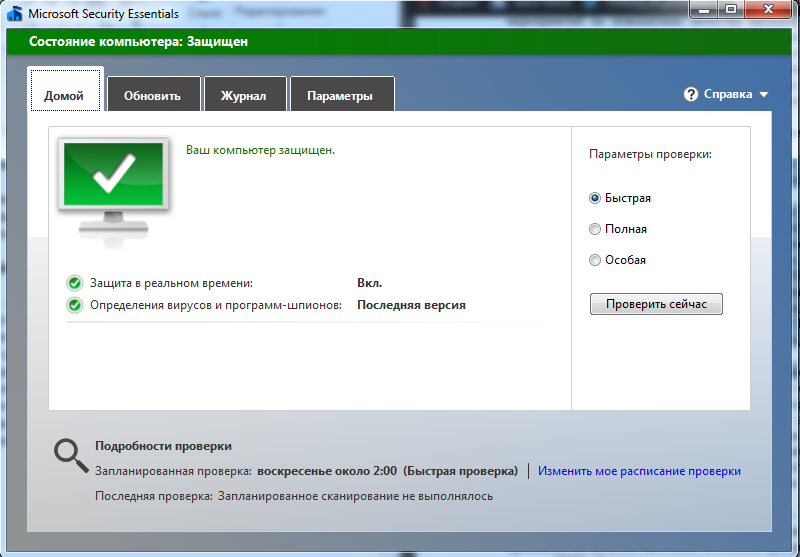 Microsoft Security Essentials
Состояние компьютера: Защищен
Домой
Обновить
Журнал
Параметры
Справка
Ваш компьютер защищен.
Защита в реальном времени: Вкл.
Определения вирусов и программ-шпионов: Последняя версия
Параметры проверки:
Быстрая
Полная
Особая
Проверить сейчас
Подробности проверки
Запланированная проверка: воскресенье около 2:00 (Быстрая проверка) | Изменить мое расписание проверки
Последняя проверка: Запланированное сканирование не выполнялось